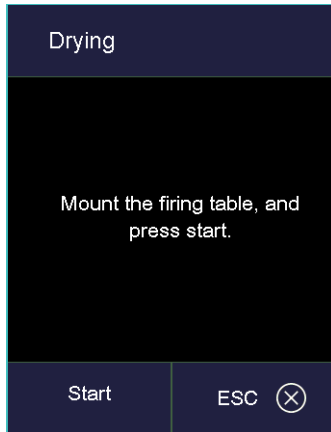 Drying
Mount the firing table, and
press start.
Start
ESC